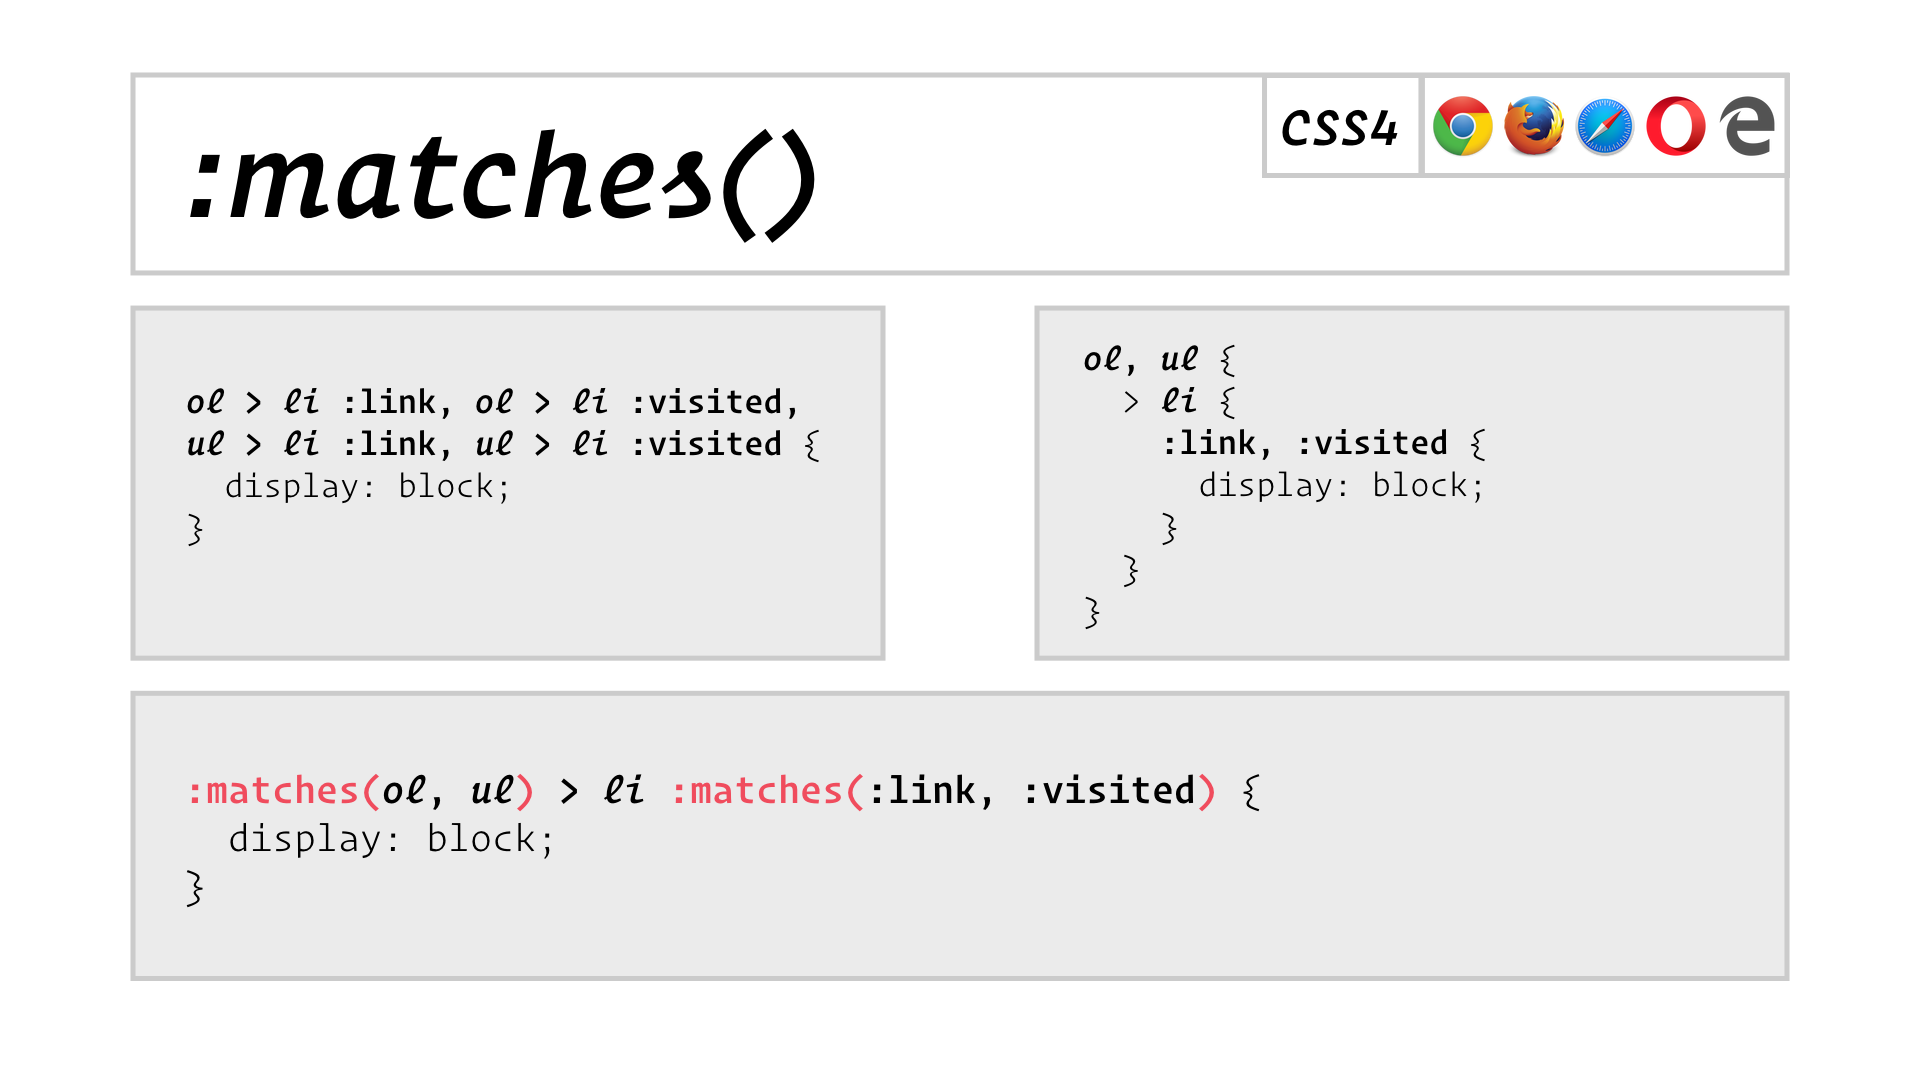 :matches()
CSS4
ol > li :link, ol > li :visited,
ul > li :link, ul > li :visited {
  display: block;
}
ol, ul {
  > li {
    :link, :visited {
      display: block;
    }
  }
}
:matches(ol, ul) > li :matches(:link, :visited) {
  display: block;
}